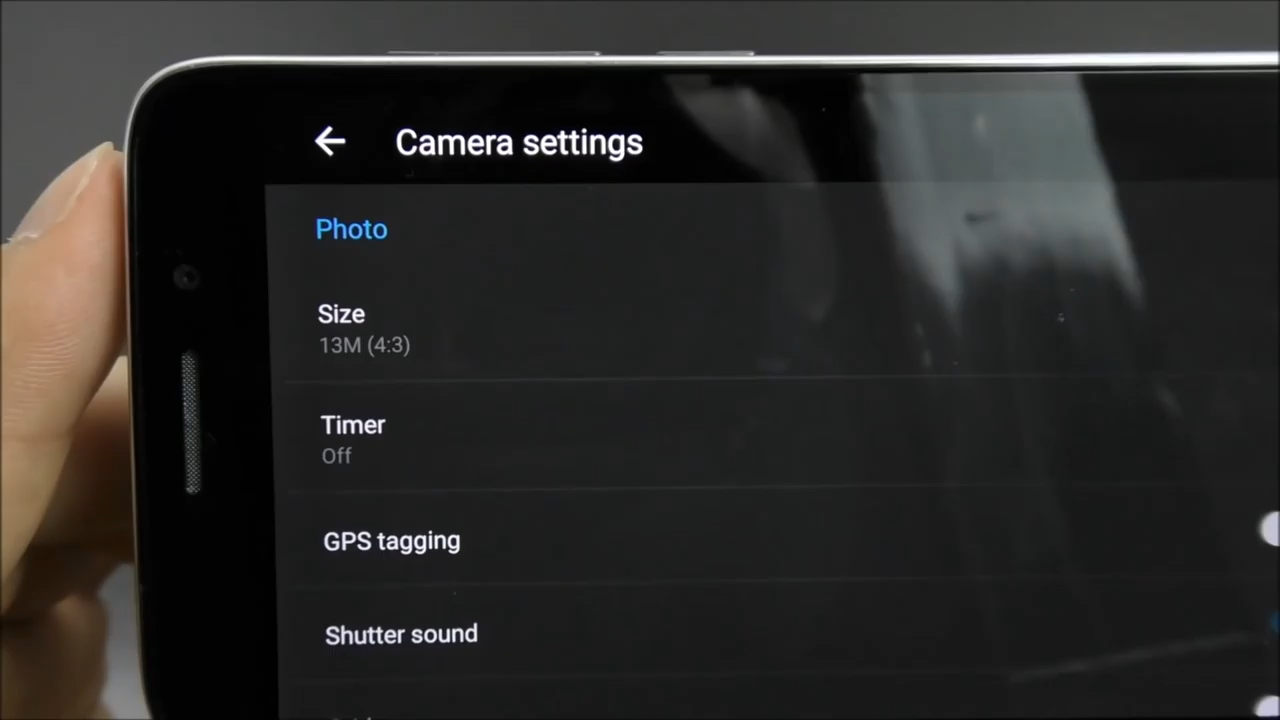 Camera settings
Photo
Size
13M (4:3)
Timer
Off
GPS tagging
Shutter sound